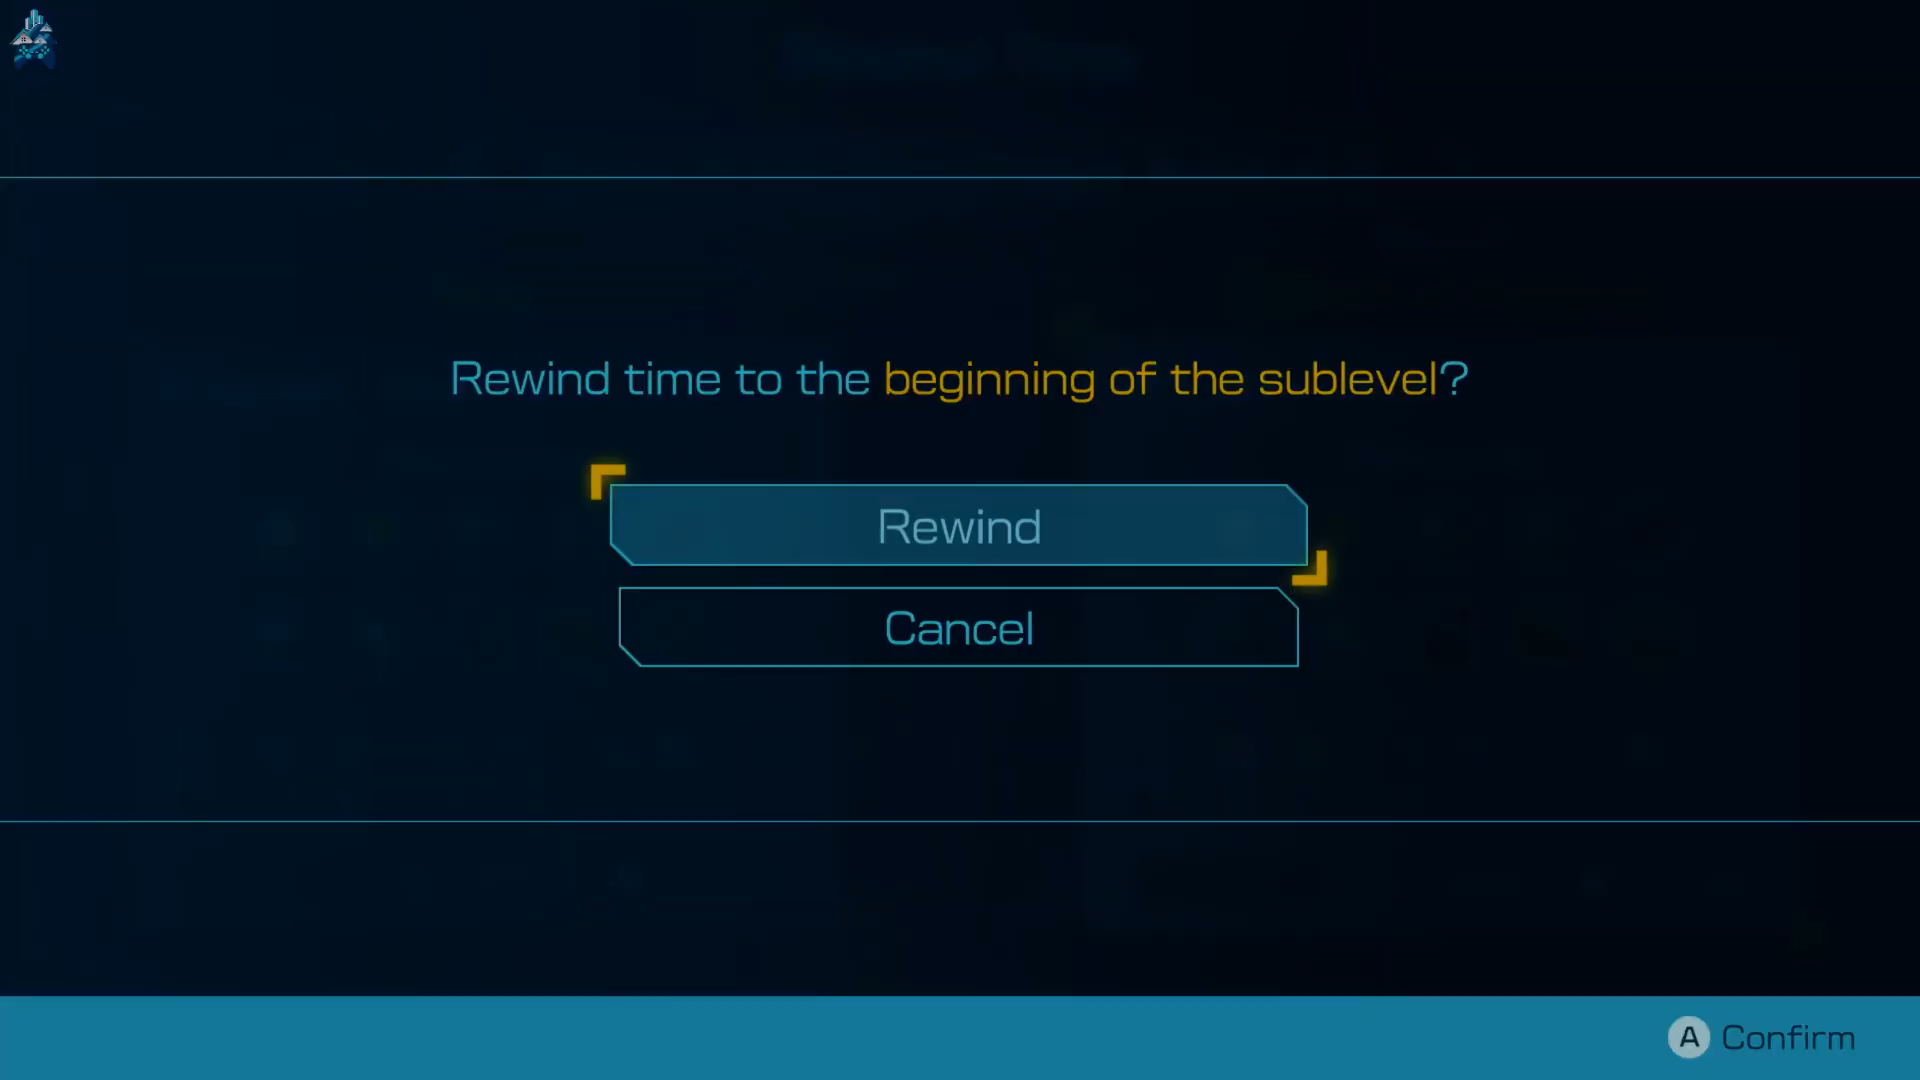 Rewind time to the beginning of the sublevel?
Rewind
Cancel
A Confirm